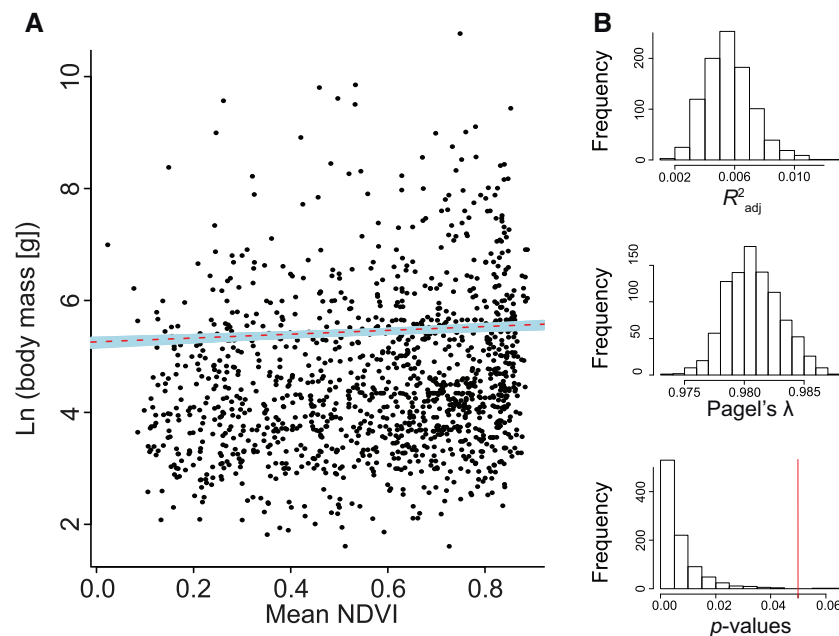 A
Ln (body mass [g])
10
8
6
4
2
0.0 0.2 0.4 0.6 0.8
Mean NDVI
B
Frequency
200
100
0
0.002 0.006 0.010
R²adj
Frequency
150
100
50
0
0.975 0.980 0.985
Pagel's λ
Frequency
400
200
0
0.00 0.02 0.04
p-values